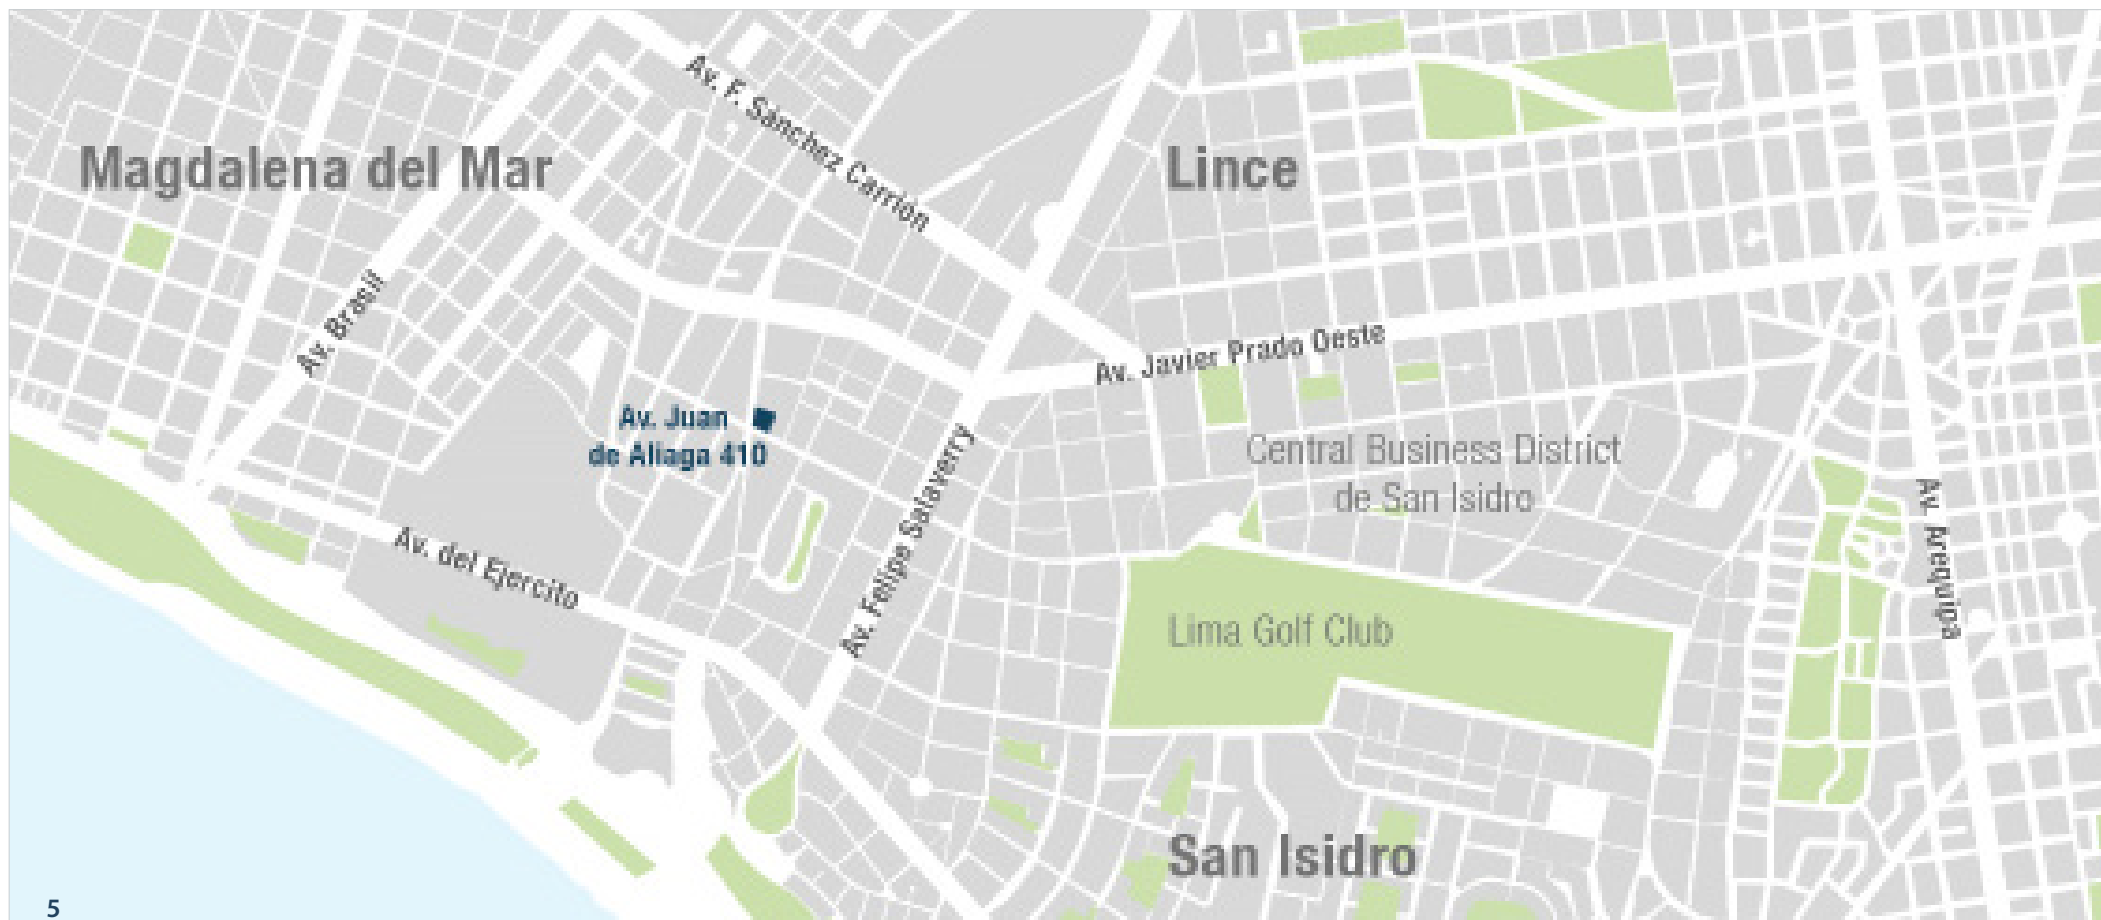 Av. F. Sánchez Carrión
Magdalena del Mar
Lince
Av. Brasil
Av. Javier Prado Oeste
Av. Juan
de Aliaga 410
Central Business District
de San Isidro
Av. Felipe Salaverry
Av. del Ejercito
Av. Arequipa
Lima Golf Club
San Isidro
5